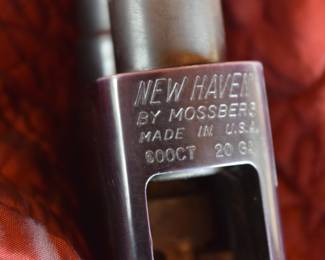 NEW HAVEN
BY MOSSBERG
MADE IN U.S.A.
600CT 20 GA